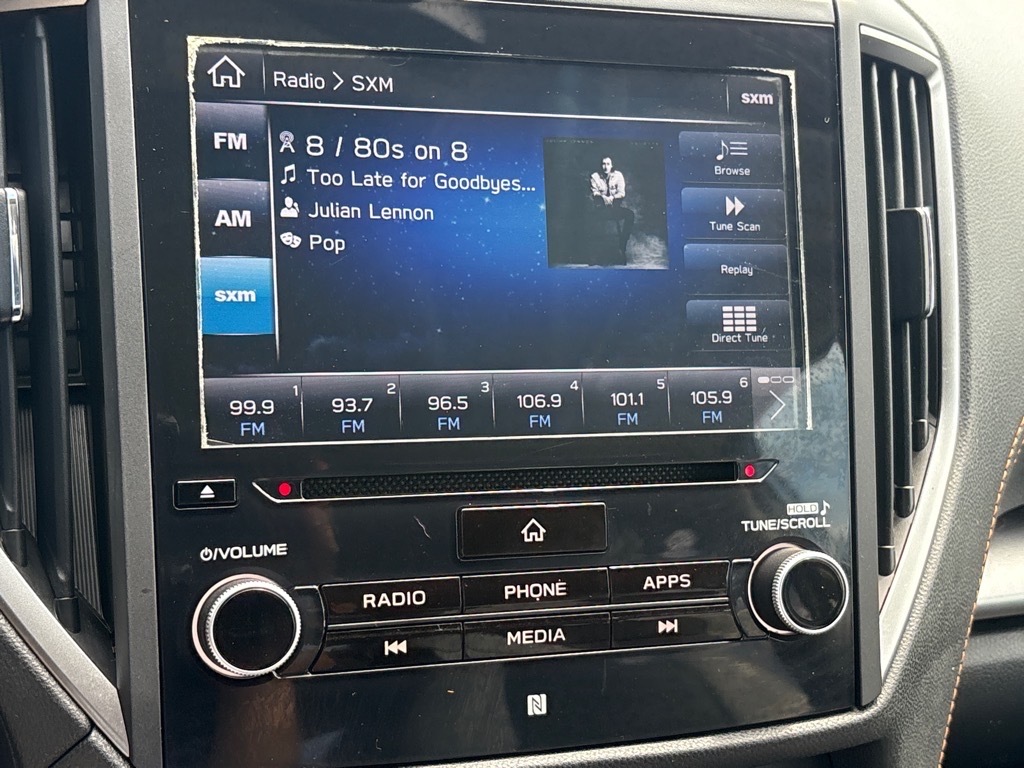 Radio > SXM
sxm
FM
AM
sxm
8 / 80s on 8
Too Late for Goodbyes...
Julian Lennon
Pop
Browse
Tune Scan
Replay
Direct Tune
1 2 3 4 5 6
99.9 93.7 96.5 106.9 101.1 105.9
FM FM FM FM FM FM
HOLD
TUNE/SCROLL
/VOLUME
RADIO PHONE APPS
MEDIA
N